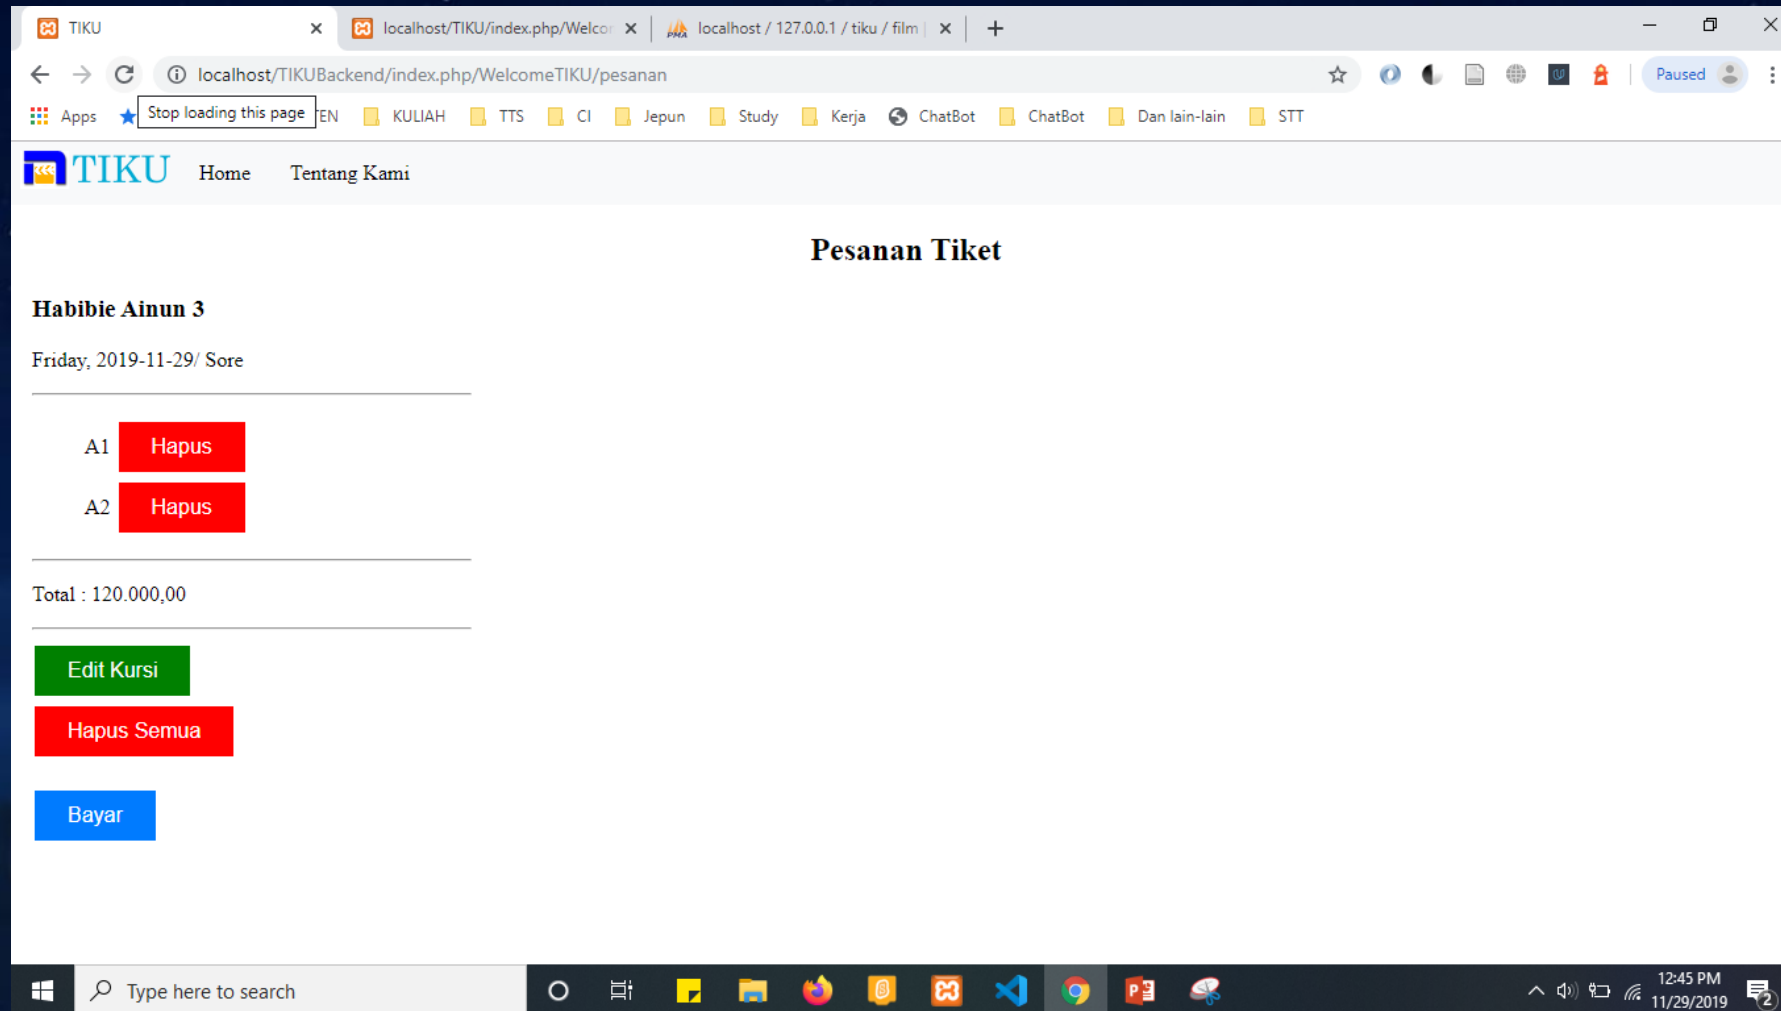 TIKU
localhost/TIKU/index.php/Welcor
localhost / 127.0.0.1 / tiku / film |
localhost/TIKUBackend/index.php/WelcomeTIKU/pesanan
Paused
Apps
Stop loading this page
KULIAH
TTS
CI
Jepun
Study
Kerja
ChatBot
ChatBot
Dan lain-lain
STT
TIKU
Home
Tentang Kami
Pesanan Tiket
Habibie Ainun 3
Friday, 2019-11-29/ Sore
A1 Hapus
A2 Hapus
Total : 120.000,00
Edit Kursi
Hapus Semua
Bayar
Type here to search
12:45 PM
11/29/2019
2